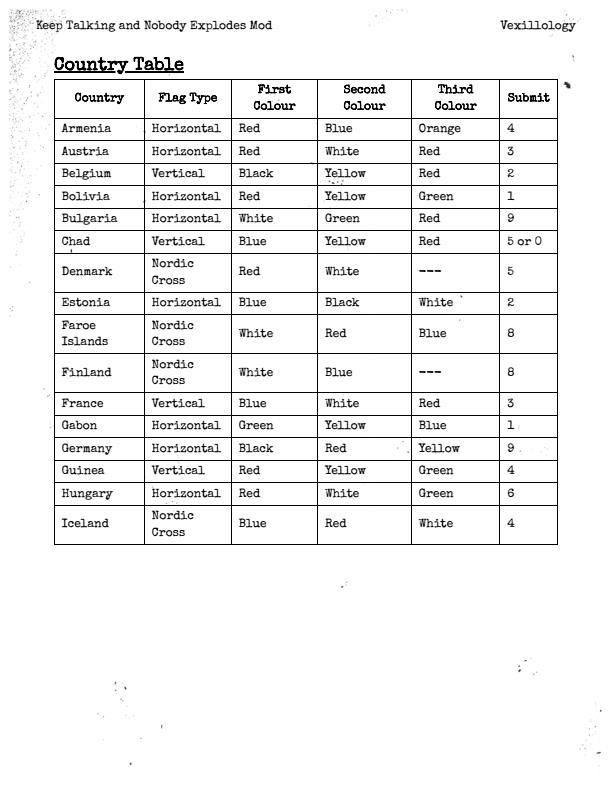 Keep Talking and Nobody Explodes Mod Vexillology
Country Table
Country Flag Type First Colour Second Colour Third Colour Submit
Armenia Horizontal Red Blue Orange 4
Austria Horizontal Red White Red 3
Belgium Vertical Black Yellow Red 2
Bolivia Horizontal Red Yellow Green 1
Bulgaria Horizontal White Green Red 9
Chad Vertical Blue Yellow Red 5 or 0
Denmark Nordic Cross Red White --- 5
Estonia Horizontal Blue Black White 2
Faroe Islands Nordic Cross White Red Blue 8
Finland Nordic Cross White Blue --- 8
France Vertical Blue White Red 3
Gabon Horizontal Green Yellow Blue 1
Germany Horizontal Black Red Yellow 9
Guinea Vertical Red Yellow Green 4
Hungary Horizontal Red White Green 6
Iceland Nordic Cross Blue Red White 4